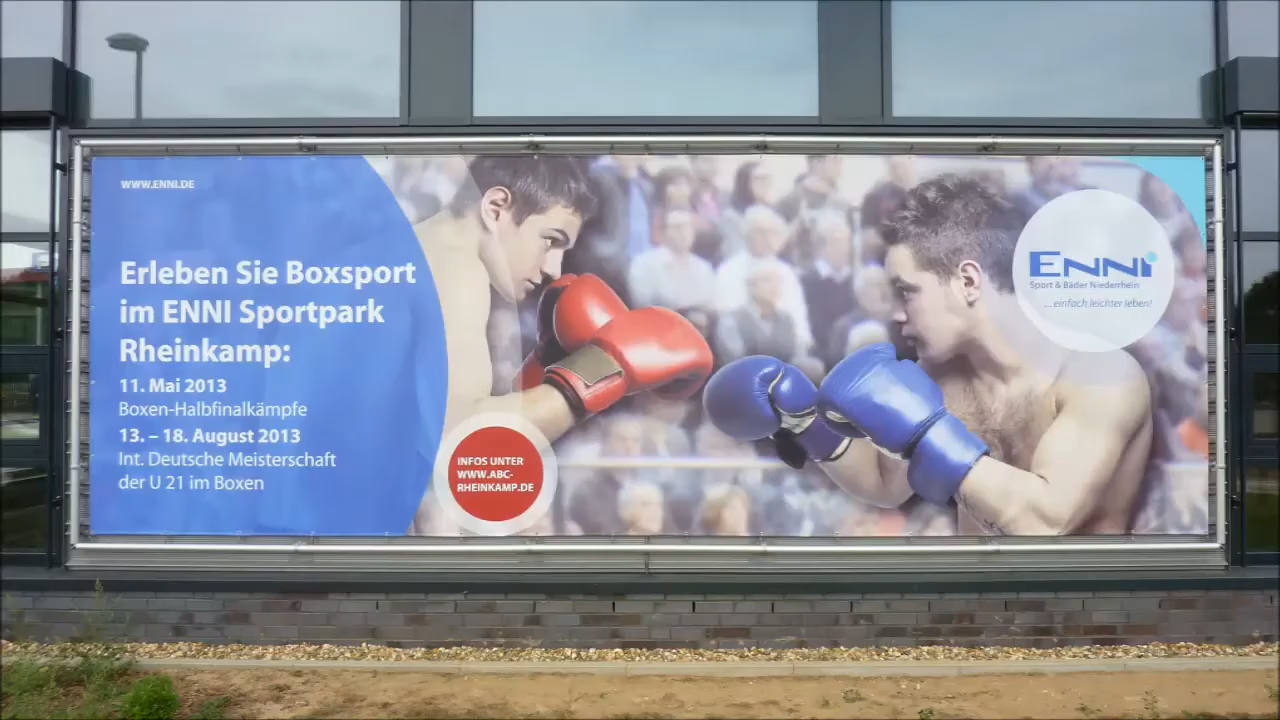 WWW.ENNI.DE
Erleben Sie Boxsport
im ENNI Sportpark
Rheinkamp:
11. Mai 2013
Boxen-Halbfinalkämpfe
13. – 18. August 2013
Int. Deutsche Meisterschaft
der U 21 im Boxen
INFOS UNTER
WWW.ABC-
RHEINKAMP.DE
ENNI
Sport & Bäder Niederrhein
...einfach leichter leben!